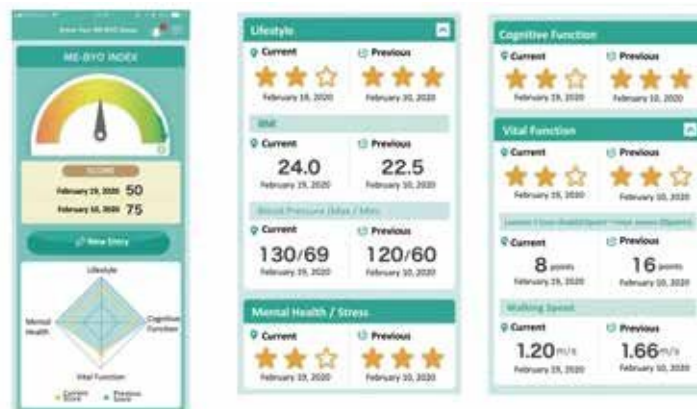 ME-BYO INDEX
SCORE
February 19, 2020 50
February 10, 2020 75
New Entry
Lifestyle
Mental Health
Cognitive Function
Vital Function
Current Score
Previous Score
Lifestyle
Current Previous
February 19, 2020 February 10, 2020
BMI
Current Previous
24.0 22.5
February 19, 2020 February 10, 2020
Blood Pressure (Max / Min)
Current Previous
130/69 120/60
February 19, 2020 February 10, 2020
Mental Health / Stress
Current Previous
February 19, 2020 February 10, 2020
Cognitive Function
Current Previous
February 19, 2020 February 10, 2020
Vital Function
Current Previous
February 19, 2020 February 10, 2020
Current Previous
8 points 16 points
February 19, 2020 February 10, 2020
Walking Speed
Current Previous
1.20 m/s 1.66 m/s
February 19, 2020 February 10, 2020